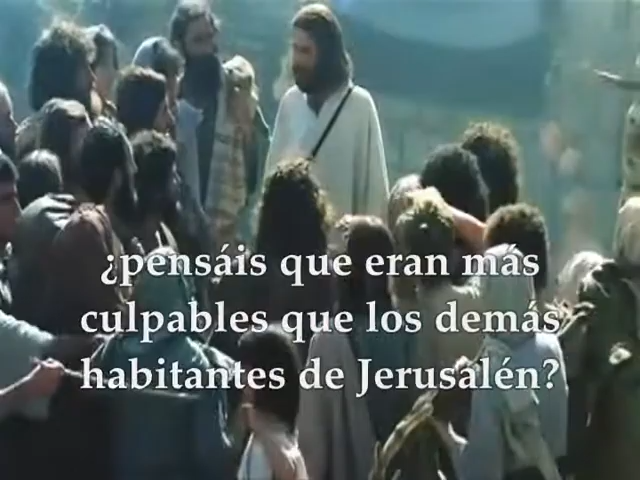 ¿pensáis que eran más
culpables que los demás
habitantes de Jerusalén?